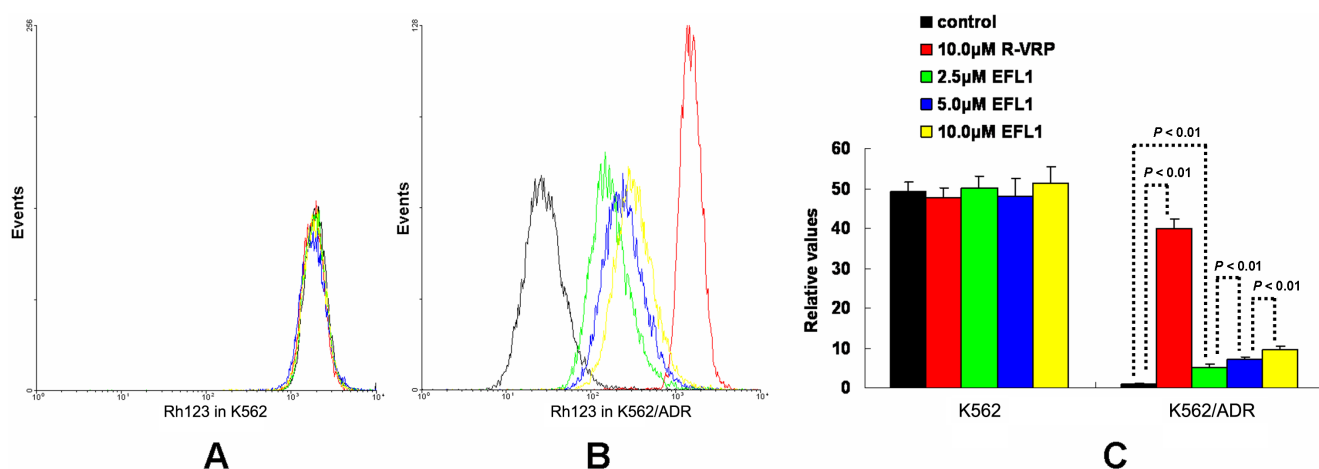 256
Events
0
10⁰
10¹
10²
10³
10⁴
Rh123 in K562
A
128
Events
0
10⁰
10¹
10²
10³
10⁴
Rh123 in K562/ADR
B
control
10.0μM R-VRP
2.5μM EFL1
5.0μM EFL1
10.0μM EFL1
Relative values
60
50
40
30
20
10
0
P < 0.01
P < 0.01
P < 0.01
P < 0.01
K562
K562/ADR
C